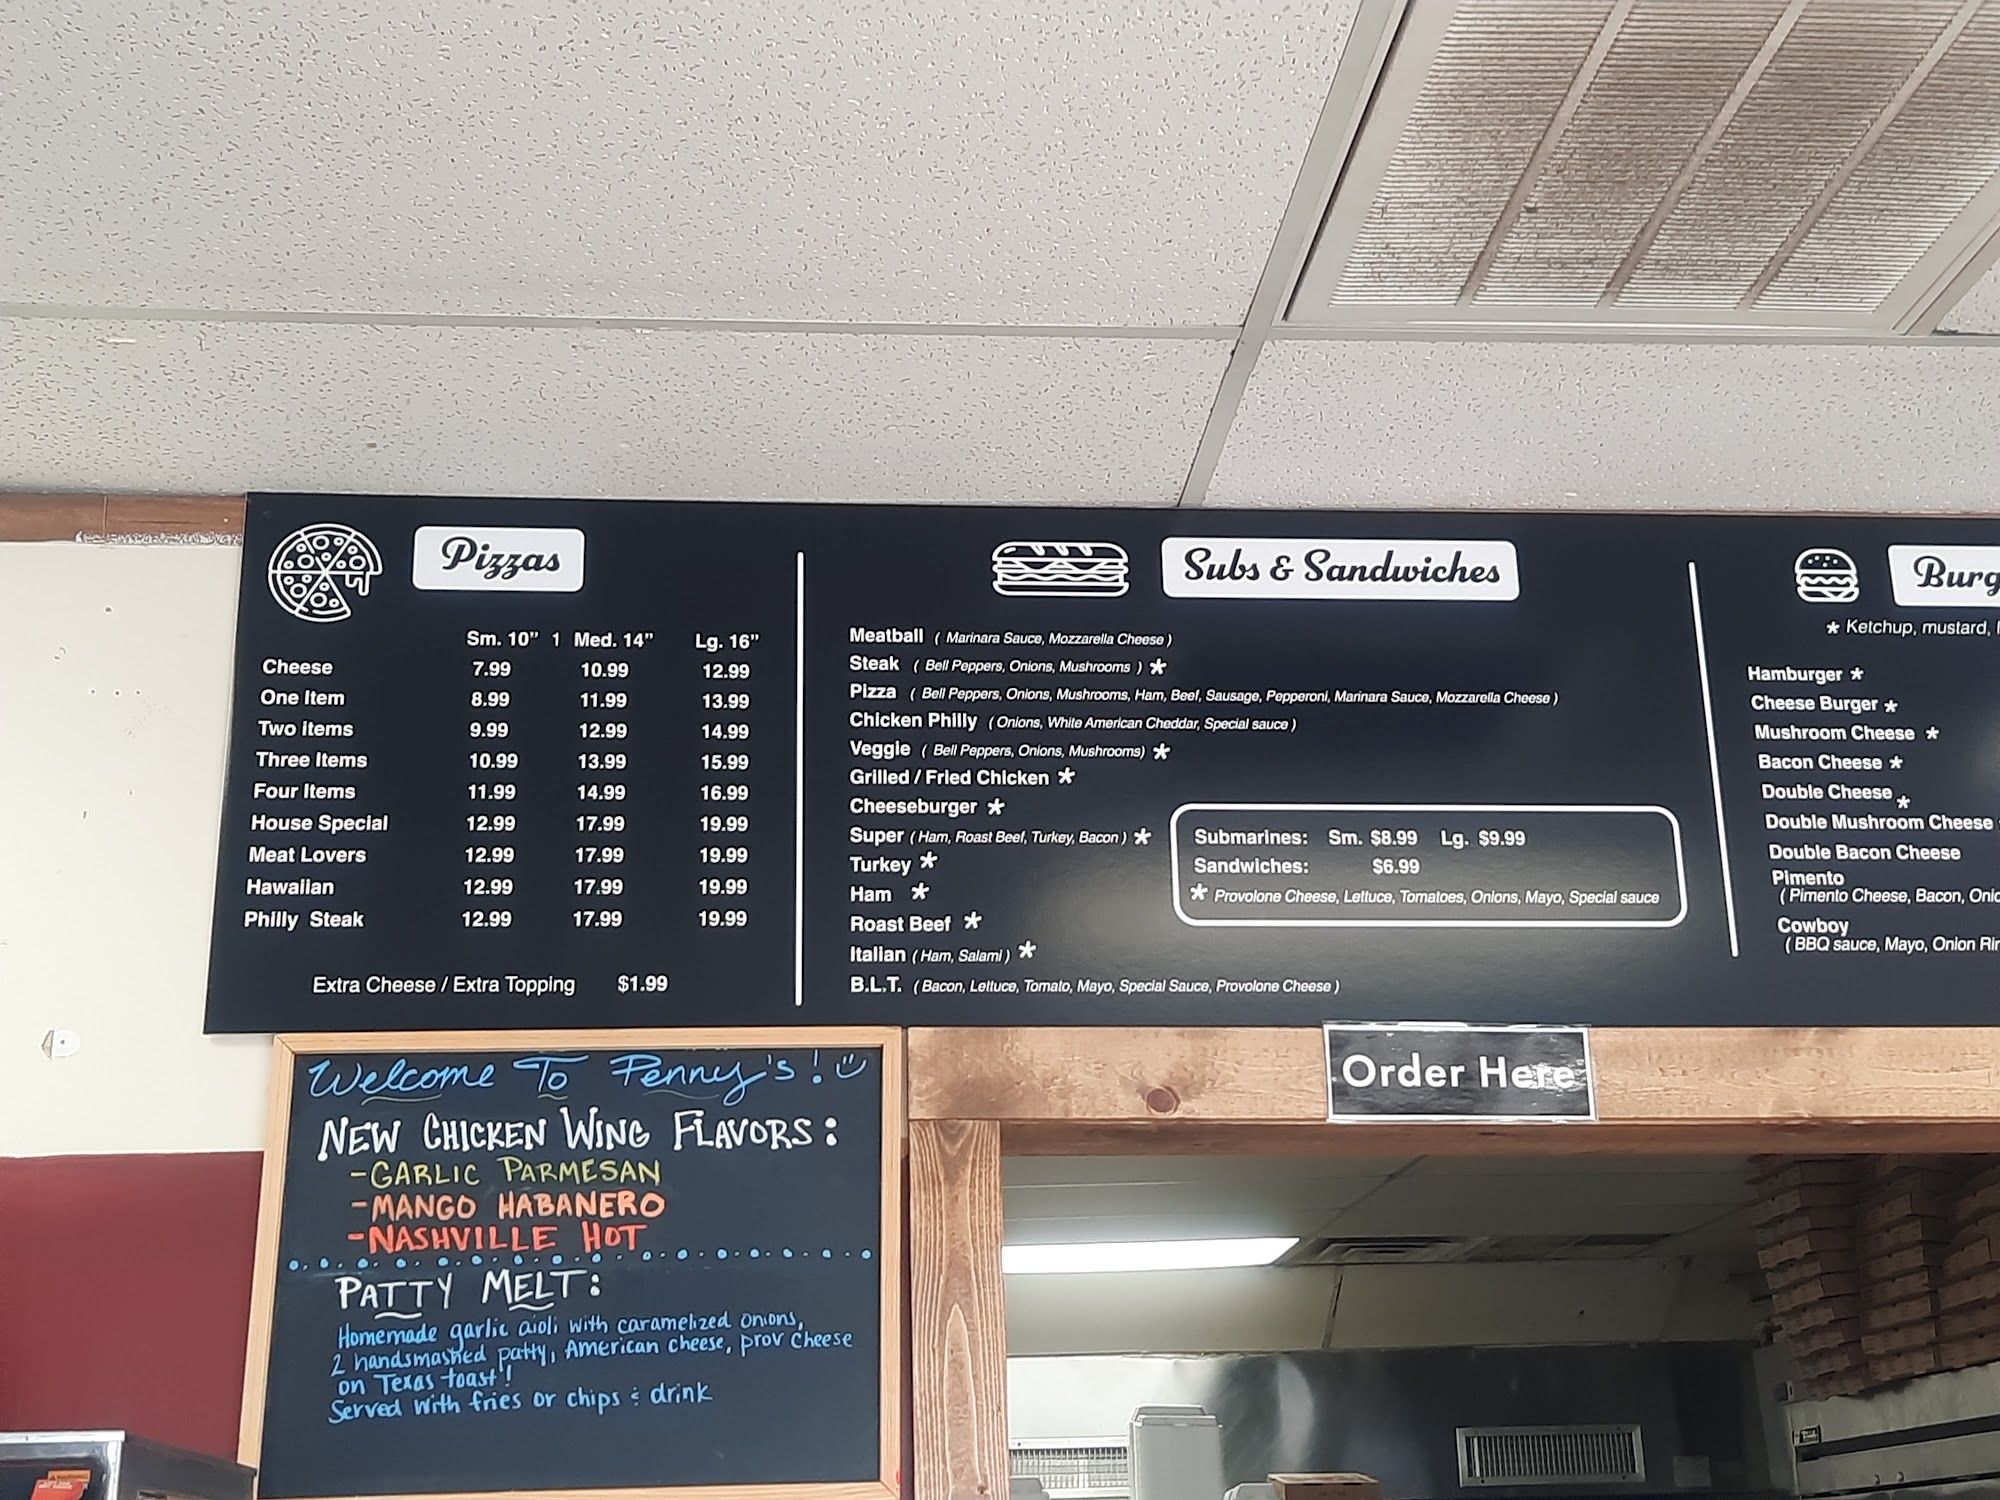 Pizzas
Sm. 10" 1 Med. 14" Lg. 16"
Cheese 7.99 10.99 12.99
One Item 8.99 11.99 13.99
Two items 9.99 12.99 14.99
Three Items 10.99 13.99 15.99
Four Items 11.99 14.99 16.99
House Special 12.99 17.99 19.99
Meat Lovers 12.99 17.99 19.99
Hawaiian 12.99 17.99 19.99
Philly Steak 12.99 17.99 19.99
Extra Cheese / Extra Topping $1.99
Subs & Sandwiches
Meatball ( Marinara Sauce, Mozzarella Cheese )
Steak ( Bell Peppers, Onions, Mushrooms ) *
Pizza ( Bell Peppers, Onions, Mushrooms, Ham, Beef, Sausage, Pepperoni, Marinara Sauce, Mozzarella Cheese )
Chicken Philly ( Onions, White American Cheddar, Special sauce )
Veggie ( Bell Peppers, Onions, Mushrooms) *
Grilled / Fried Chicken *
Cheeseburger *
Super ( Ham, Roast Beef, Turkey, Bacon ) *
Turkey *
Ham *
Roast Beef *
Italian ( Ham, Salami ) *
B.L.T. ( Bacon, Lettuce, Tomato, Mayo, Special Sauce, Provolone Cheese )
Submarines: Sm. $8.99 Lg. $9.99
Sandwiches: $6.99
* Provolone Cheese, Lettuce, Tomatoes, Onions, Mayo, Special sauce
Burg
* Ketchup, mustard,
Hamburger *
Cheese Burger *
Mushroom Cheese *
Bacon Cheese *
Double Cheese *
Double Mushroom Cheese
Double Bacon Cheese
Pimento
( Pimento Cheese, Bacon, Onio
Cowboy
( BBQ sauce, Mayo, Onion Rin
Order Here
Welcome To Penny's!
NEW CHICKEN WING FLAVORS:
-GARLIC PARMESAN
-MANGO HABANERO
-NASHVILLE HOT
PATTY MELT:
Homemade garlic aioli with caramelized onions,
2 handsmashed patty, American cheese, prov cheese
on Texas toast!
Served with fries or chips & drink